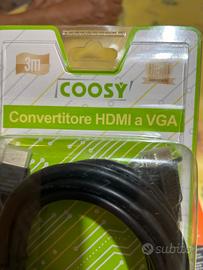 3m
COOSY
Convertitore HDMI a VGA
subito